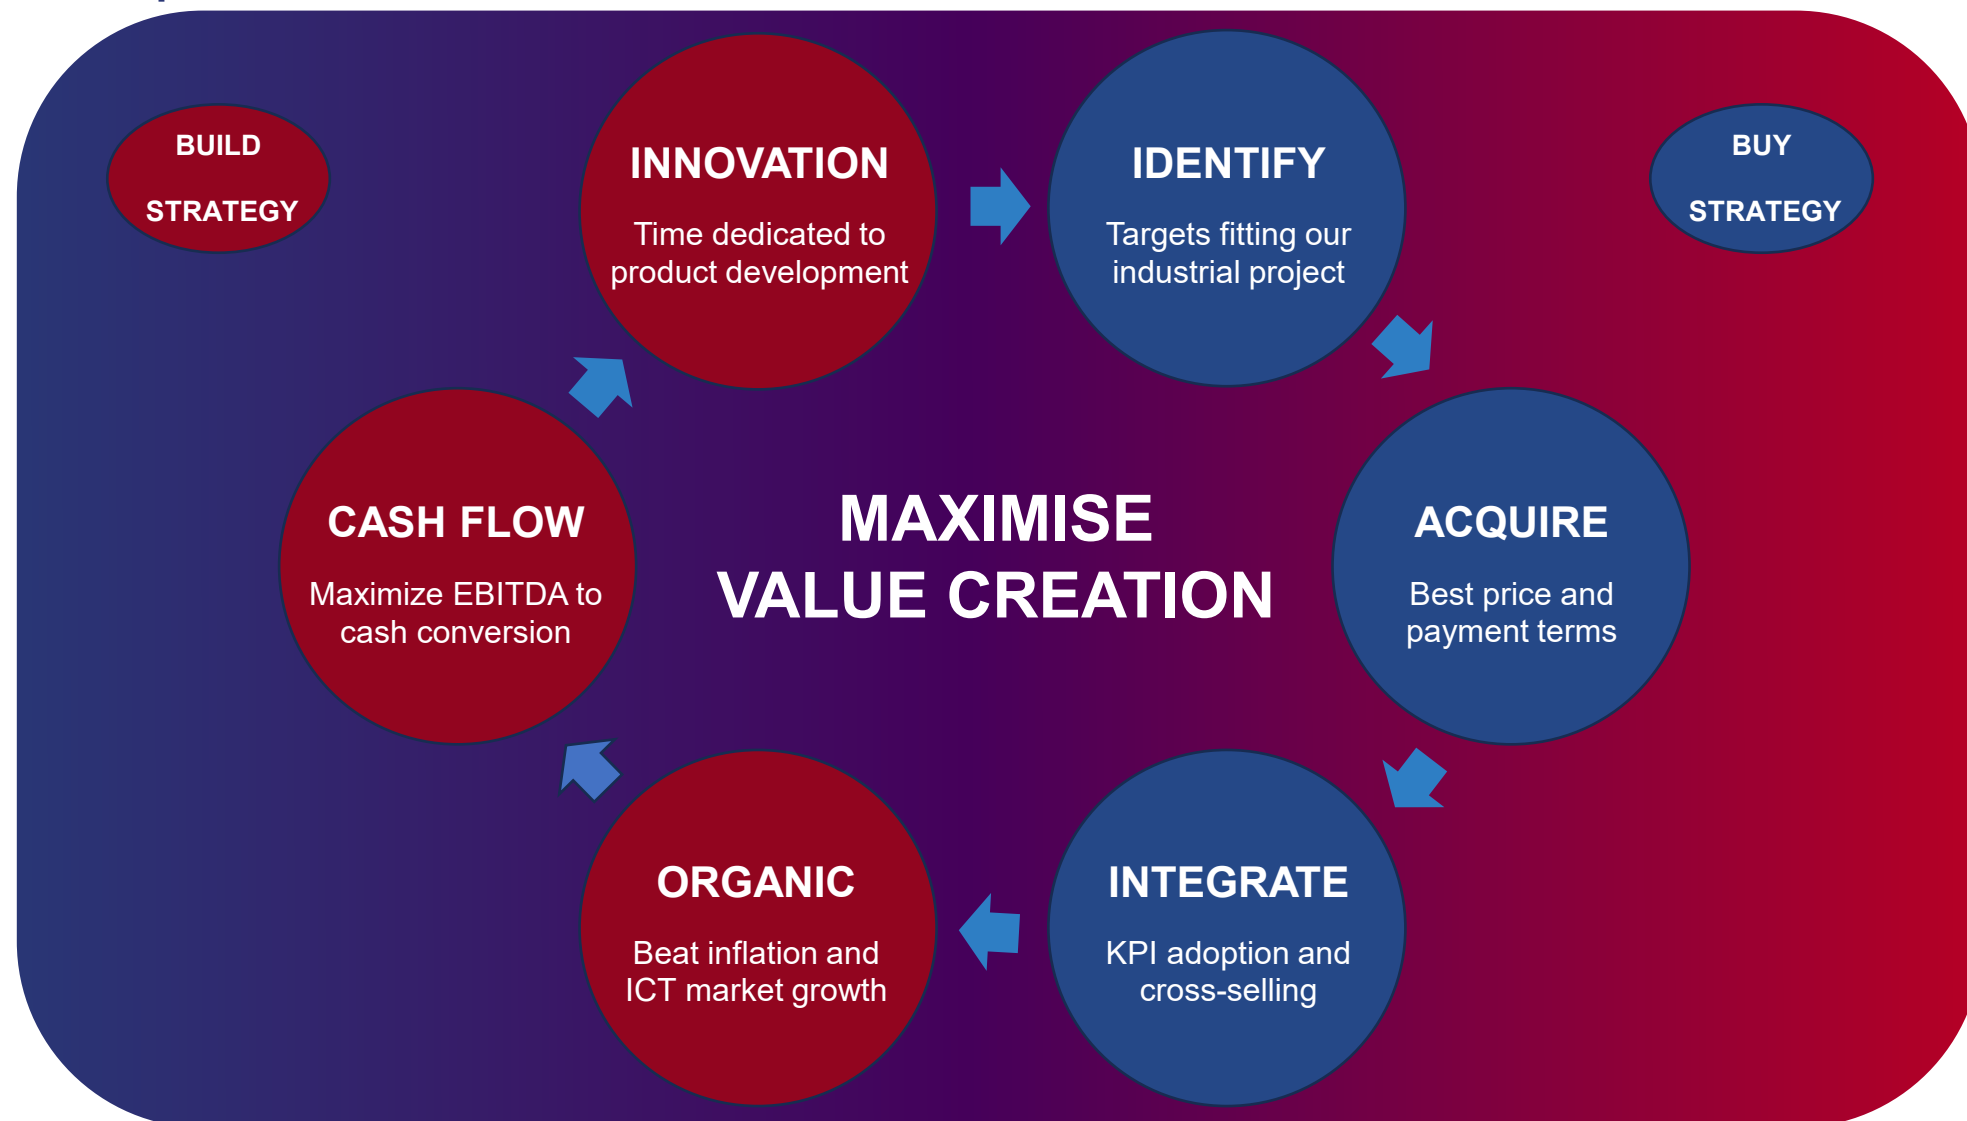 BUILD
STRATEGY
INNOVATION
Time dedicated to
product development
IDENTIFY
Targets fitting our
industrial project
BUY
STRATEGY
CASH FLOW
Maximize EBITDA to
cash conversion
MAXIMISE
VALUE CREATION
ACQUIRE
Best price and
payment terms
ORGANIC
Beat inflation and
ICT market growth
INTEGRATE
KPI adoption and
cross-selling